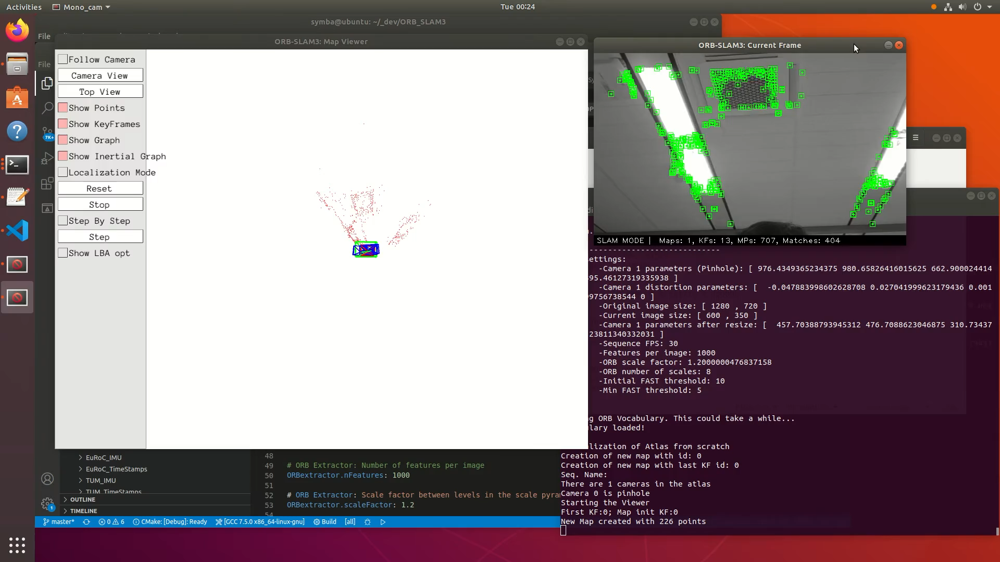 Activities
Mono_cam
Tue 00:24
symba@ubuntu: ~/_dev/ORB_SLAM3
File
ORB-SLAM3: Map Viewer
File
Follow Camera
Camera View
Top View
Show Points
Show KeyFrames
Show Graph
Show Inertial Graph
Localization Mode
Reset
Stop
Step By Step
Step
Show LBA opt
7K+
ORB-SLAM3: Current Frame
SLAM MODE | Maps: 1, KFs: 13, MPs: 707, Matches: 404
---------------------------
ettings:
-Camera 1 parameters (Pinhole): [ 976.4349365234375 980.65826416015625 662.900024414
95.46127319335938 ]
-Camera 1 distortion parameters: [ -0.047883998602628708 0.027041999623179436 0.001
99756738544 0 ]
-Original image size: [ 1280 , 720 ]
-Current image size: [ 600 , 350 ]
-Camera 1 parameters after resize: [ 457.70388793945312 476.7088623046875 310.73437
23811340332031 ]
-Sequence FPS: 30
-Features per image: 1000
-ORB scale factor: 1.2000000476837158
-ORB number of scales: 8
-Initial FAST threshold: 10
-Min FAST threshold: 5
g ORB Vocabulary. This could take a while...
lary loaded!
lization of Atlas from scratch
Creation of new map with id: 0
Creation of new map with last KF id: 0
Seq. Name:
There are 1 cameras in the atlas
Camera 0 is pinhole
Starting the Viewer
First KF:0; Map init KF:0
New Map created with 226 points
EuRoC_IMU
EuRoC_TimeStamps
TUM_IMU
TUM_TimeStamps
OUTLINE
TIMELINE
48
49 # ORB Extractor: Number of features per image
50 ORBextractor.nFeatures: 1000
51
52 # ORB Extractor: Scale factor between levels in the scale pyram
53 ORBextractor.scaleFactor: 1.2
54
1
master* 0 6 CMake: [Debug]: Ready [GCC 7.5.0 x86_64-linux-gnu] Build [all]